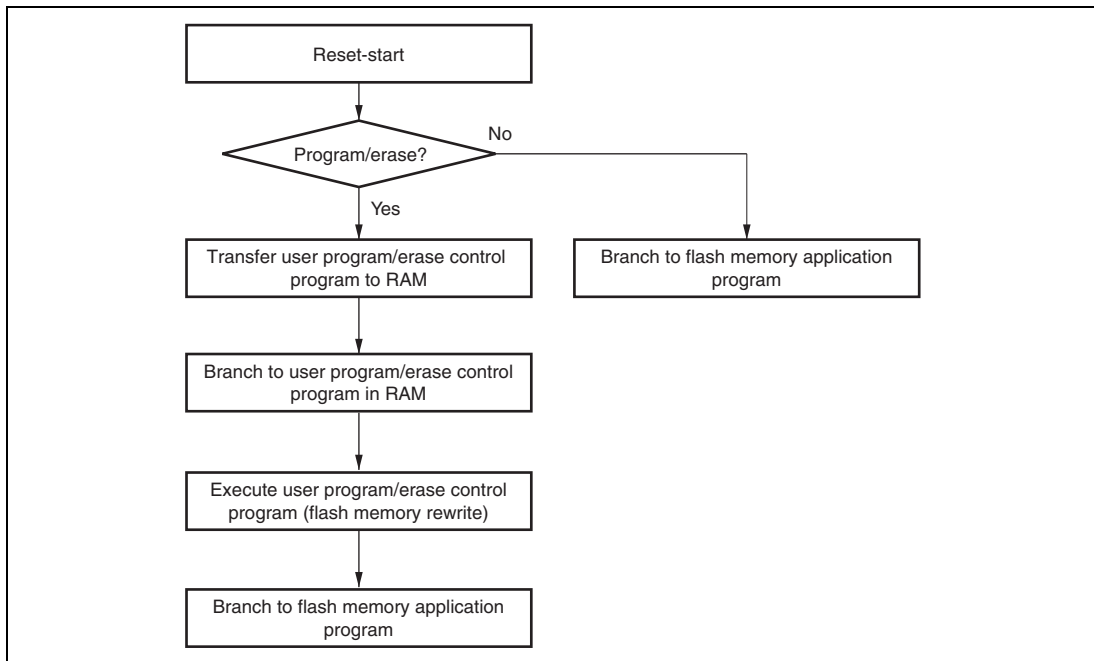 Reset-start
No
Program/erase?
Yes
Transfer user program/erase control
program to RAM
Branch to flash memory application
program
Branch to user program/erase control
program in RAM
Execute user program/erase control
program (flash memory rewrite)
Branch to flash memory application
program